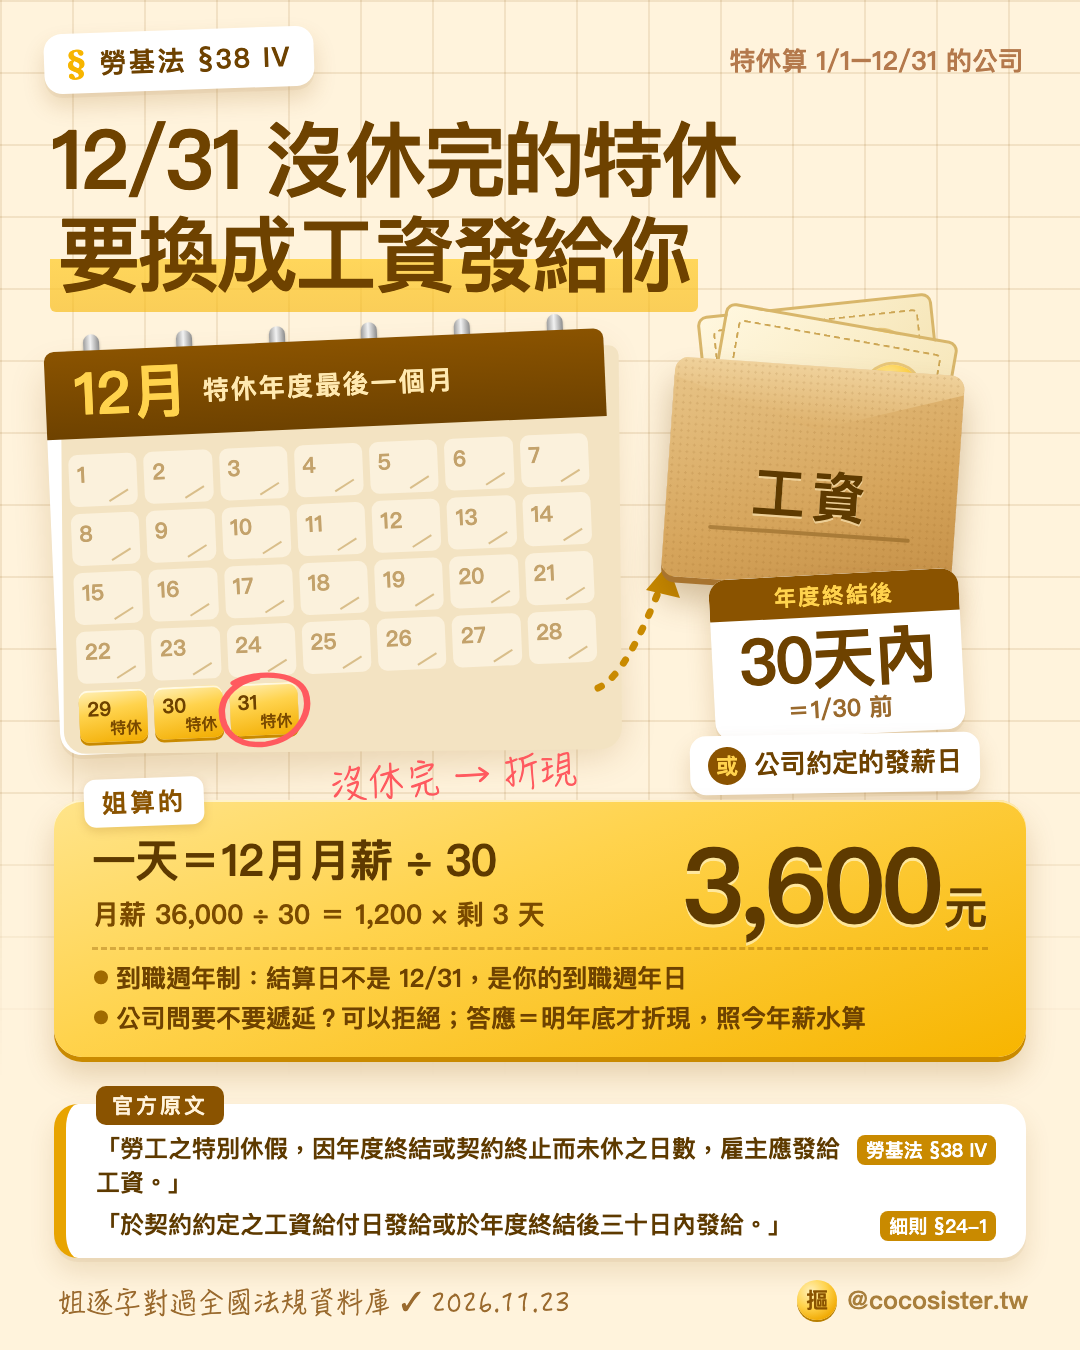 § 勞基法 §38 IV
特休算 1/1—12/31 的公司
12/31 沒休完的特休
要換成工資發給你
12月 特休年度最後一個月
1 2 3 4 5 6 7
8 9 10 11 12 13 14
15 16 17 18 19 20 21
22 23 24 25 26 27 28
29 特休 30 特休 31 特休
沒休完 → 折現
工資
年度終結後
30天內
＝1/30 前
或 公司約定的發薪日
姐算的
一天＝12月月薪 ÷ 30
月薪 36,000 ÷ 30 ＝ 1,200 × 剩 3 天
3,600元
● 到職週年制：結算日不是 12/31，是你的到職週年日
● 公司問要不要遞延？可以拒絕；答應＝明年底才折現，照今年薪水算
官方原文
「勞工之特別休假，因年度終結或契約終止而未休之日數，雇主應發給
工資。」
勞基法 §38 IV
「於契約約定之工資給付日發給或於年度終結後三十日內發給。」
細則 §24–1
姐逐字對過全國法規資料庫 ✓ 2026.11.23
摳 @cocosister.tw